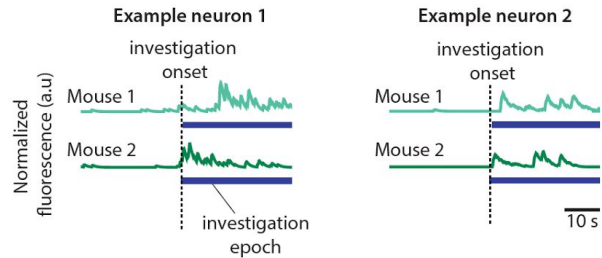 Example neuron 1
Example neuron 2
investigation
onset
investigation
onset
Normalized
fluorescence (a.u)
Mouse 1
Mouse 2
Mouse 1
Mouse 2
investigation
epoch
10 s